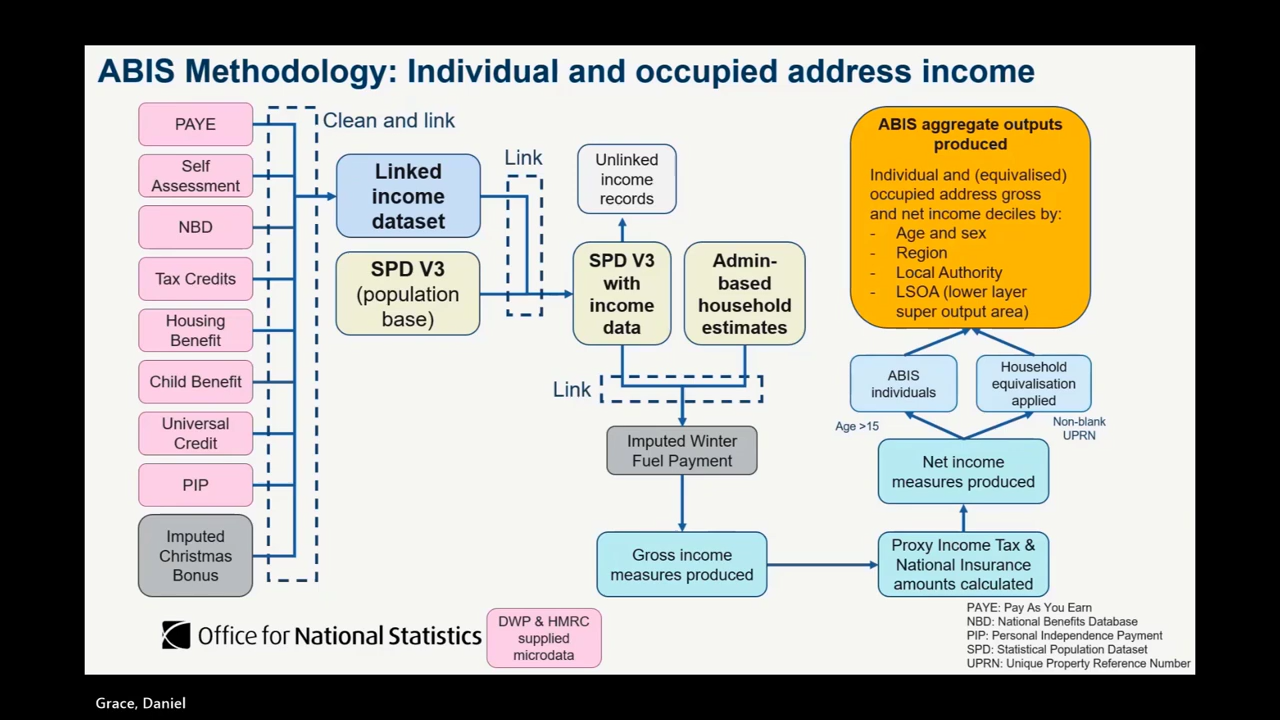 ABIS Methodology: Individual and occupied address income
PAYE
Self
Assessment
NBD
Tax Credits
Housing
Benefit
Child Benefit
Universal
Credit
PIP
Imputed
Christmas
Bonus
Clean and link
Linked
income
dataset
SPD V3
(population
base)
Link
Unlinked
income
records
SPD V3
with
income
data
Admin-
based
household
estimates
Link
Imputed Winter
Fuel Payment
Gross income
measures produced
Proxy Income Tax &
National Insurance
amounts calculated
Net income
measures produced
Age >15
Non-blank
UPRN
ABIS
individuals
Household
equivalisation
applied
ABIS aggregate outputs
produced
Individual and (equivalised)
occupied address gross
and net income deciles by:
- Age and sex
- Region
- Local Authority
- LSOA (lower layer
super output area)
Office for National Statistics
DWP & HMRC
supplied
microdata
PAYE: Pay As You Earn
NBD: National Benefits Database
PIP: Personal Independence Payment
SPD: Statistical Population Dataset
UPRN: Unique Property Reference Number
Grace, Daniel